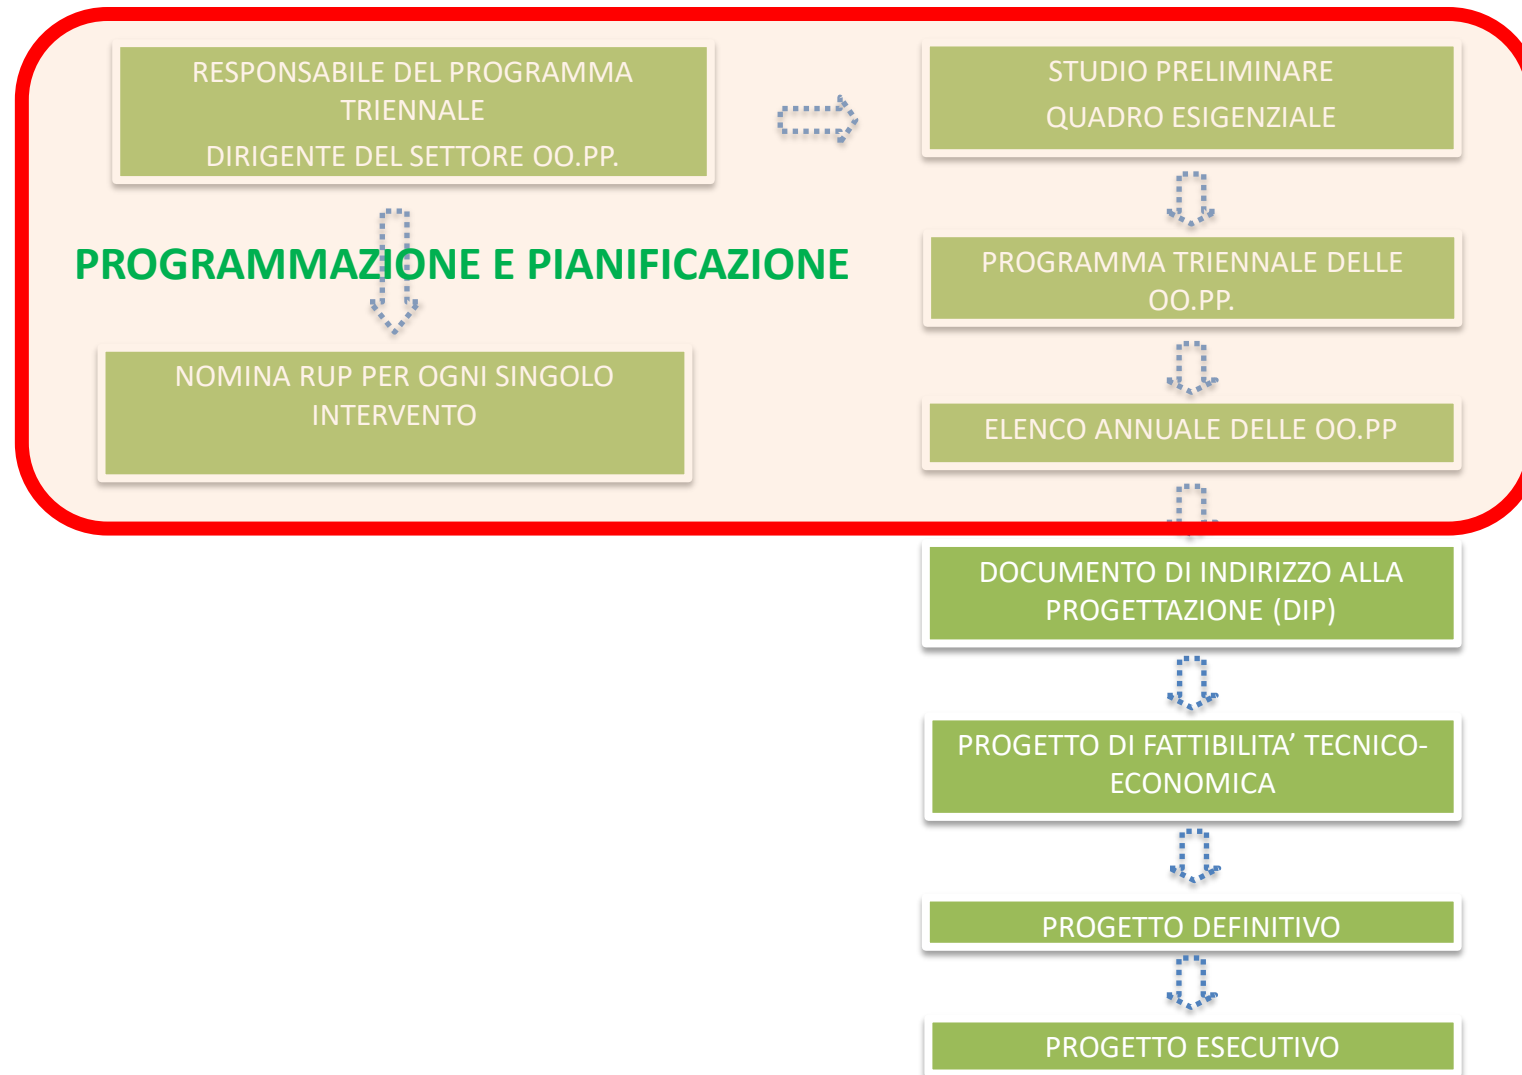 RESPONSABILE DEL PROGRAMMA
TRIENNALE
DIRIGENTE DEL SETTORE OO.PP.
STUDIO PRELIMINARE
QUADRO ESIGENZIALE
PROGRAMMAZIONE E PIANIFICAZIONE
PROGRAMMA TRIENNALE DELLE
OO.PP.
NOMINA RUP PER OGNI SINGOLO
INTERVENTO
ELENCO ANNUALE DELLE OO.PP
DOCUMENTO DI INDIRIZZO ALLA
PROGETTAZIONE (DIP)
PROGETTO DI FATTIBILITA’ TECNICO-
ECONOMICA
PROGETTO DEFINITIVO
PROGETTO ESECUTIVO